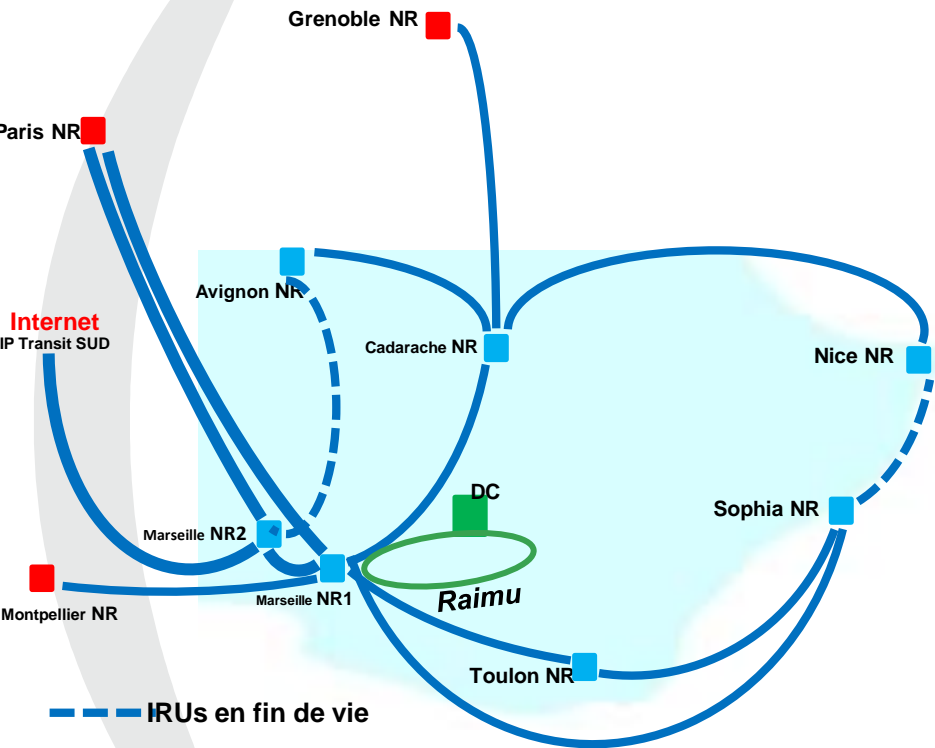 Grenoble NR
Paris NR
Avignon NR
Internet
IP Transit SUD
Cadarache NR
Nice NR
DC
Sophia NR
Marseille NR2
Marseille NR1
Raimu
Montpellier NR
Toulon NR
IRUs en fin de vie